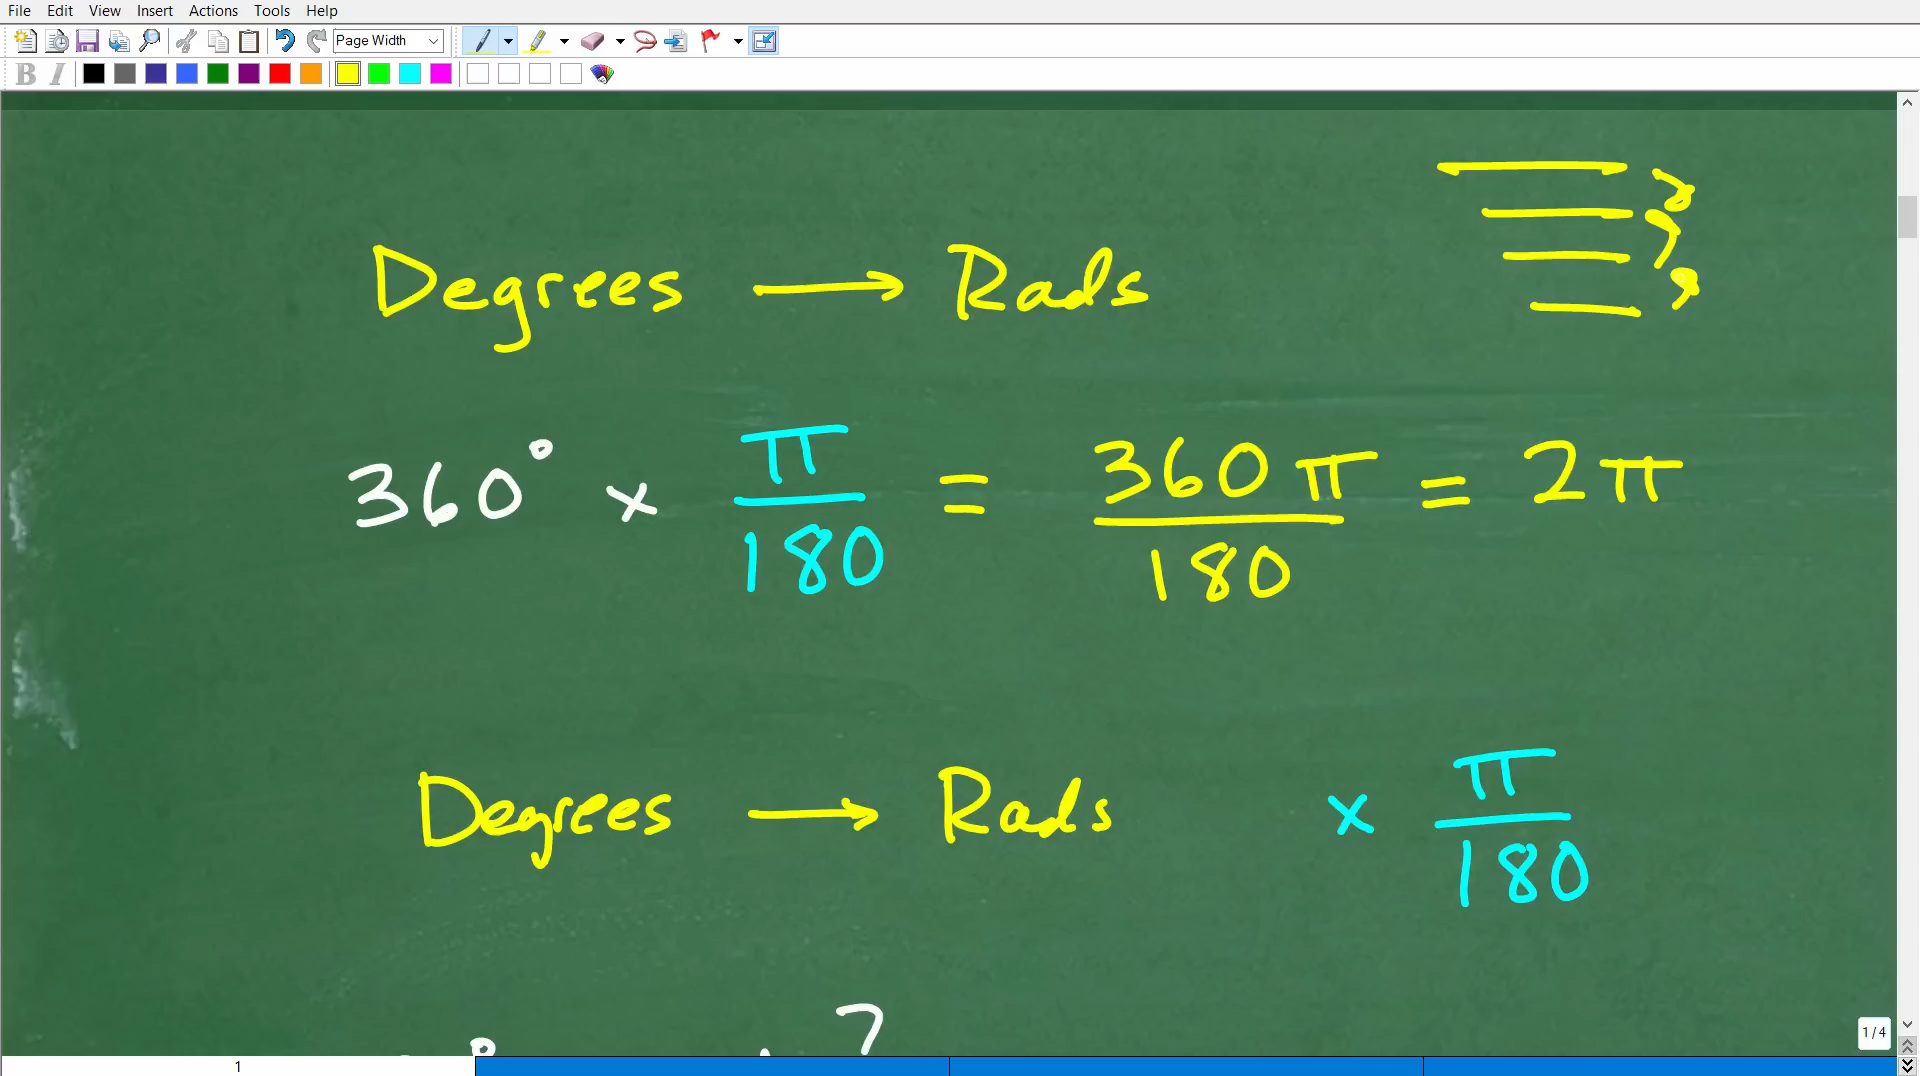 File Edit View Insert Actions Tools Help
Page Width
B I
Degrees → Rads
360° × π/180 = 360π/180 = 2π
Degrees → Rads × π/180
1/4
1